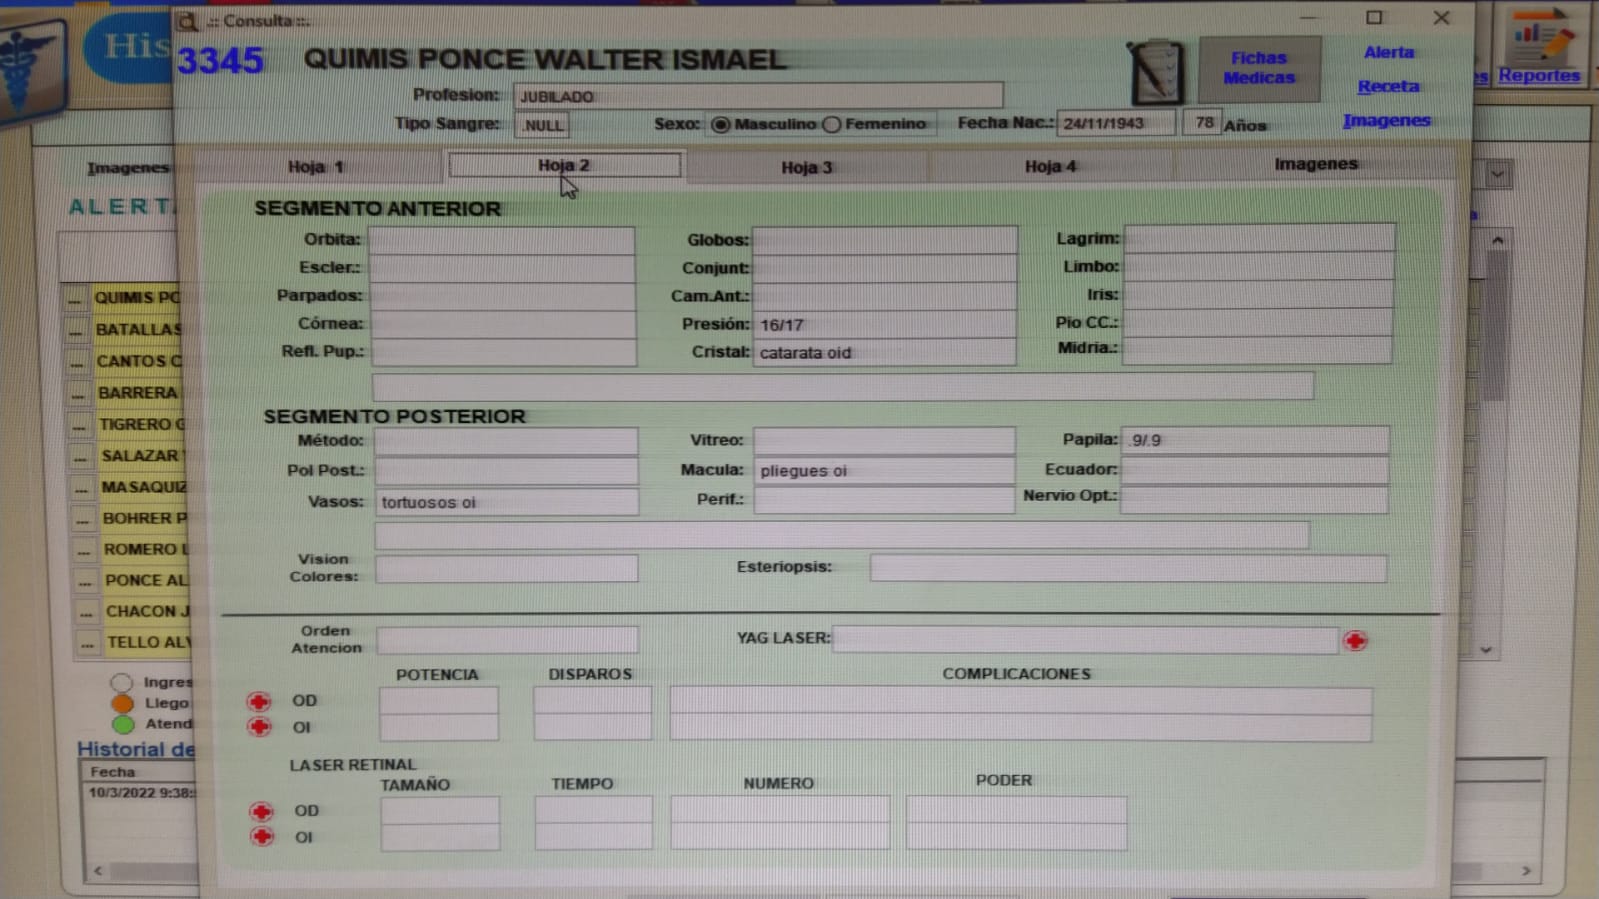 .:: Consulta ::.
His
3345 QUIMIS PONCE WALTER ISMAEL
Fichas Medicas
Alerta
Receta
Imagenes
Reportes
Profesion: JUBILADO
Tipo Sangre: .NULL Sexo: Masculino Femenino Fecha Nac.: 24/11/1943 78 Años
Imagenes
Hoja 1 Hoja 2 Hoja 3 Hoja 4 Imagenes
ALERT
SEGMENTO ANTERIOR
Orbita: Globos: Lagrim:
Escler.: Conjunt: Limbo:
Parpados: Cam.Ant.: Iris:
Córnea: Presión: 16/17 Pio CC.:
Refl. Pup.: Cristal: catarata oid Midria.:
SEGMENTO POSTERIOR
Método: Vitreo: Papila: .9/.9
Pol Post.: Macula: pliegues oi Ecuador:
Vasos: tortuosos oi Perif.: Nervio Opt.:
Vision Colores: Esteriopsis:
Orden Atencion YAG LASER:
POTENCIA DISPAROS COMPLICACIONES
OD
OI
LASER RETINAL
TAMAÑO TIEMPO NUMERO PODER
OD
OI
QUIMIS PO
BATALLAS
CANTOS C
BARRERA
TIGRERO
SALAZAR
MASAQUIZ
BOHRER P
ROMERO
PONCE AL
CHACON J
TELLO AL
Ingres
Llego
Atend
Historial de
Fecha
10/3/2022 9:38: